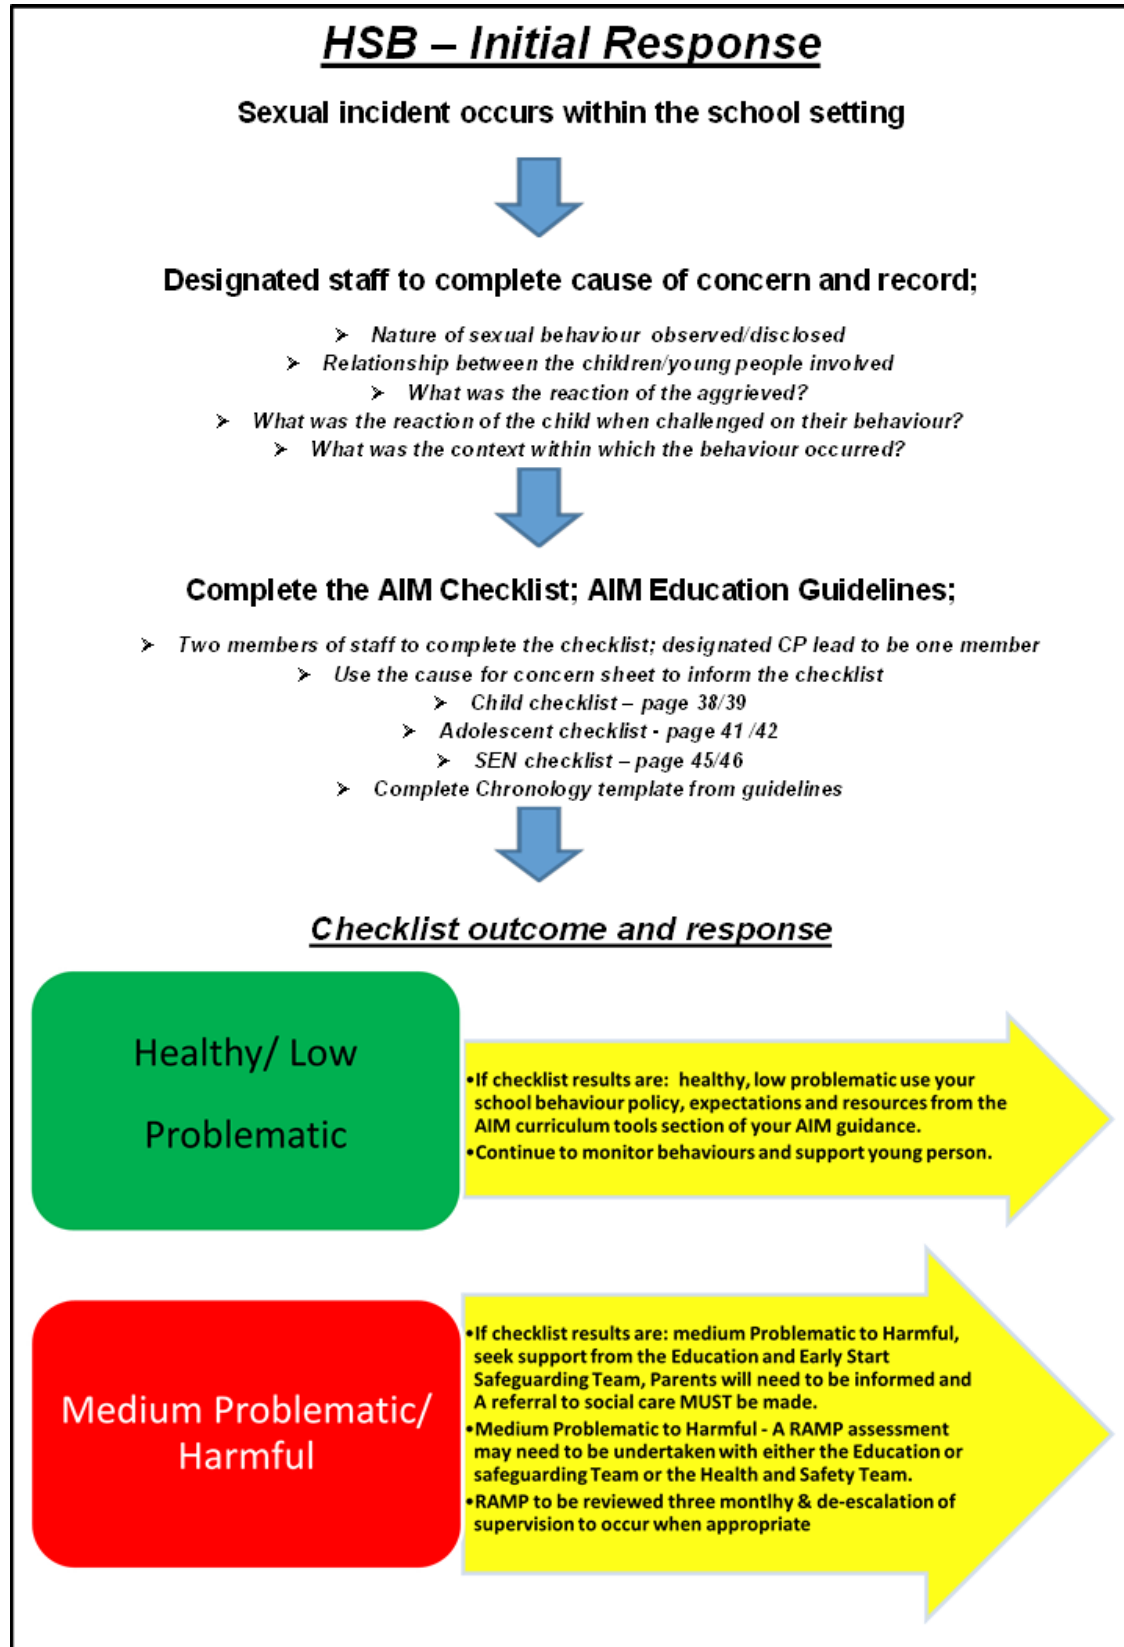 HSB – Initial Response
Sexual incident occurs within the school setting
Designated staff to complete cause of concern and record;
➢ Nature of sexual behaviour observed/disclosed
➢ Relationship between the children/young people involved
➢ What was the reaction of the aggrieved?
➢ What was the reaction of the child when challenged on their behaviour?
➢ What was the context within which the behaviour occurred?
Complete the AIM Checklist; AIM Education Guidelines;
➢ Two members of staff to complete the checklist; designated CP lead to be one member
➢ Use the cause for concern sheet to inform the checklist
➢ Child checklist – page 38/39
➢ Adolescent checklist - page 41 /42
➢ SEN checklist – page 45/46
➢ Complete Chronology template from guidelines
Checklist outcome and response
Healthy/ Low
Problematic
•If checklist results are: healthy, low problematic use your
school behaviour policy, expectations and resources from the
AIM curriculum tools section of your AIM guidance.
•Continue to monitor behaviours and support young person.
Medium Problematic/
Harmful
•If checklist results are: medium Problematic to Harmful,
seek support from the Education and Early Start
Safeguarding Team, Parents will need to be informed and
A referral to social care MUST be made.
•Medium Problematic to Harmful - A RAMP assessment
may need to be undertaken with either the Education or
safeguarding Team or the Health and Safety Team.
•RAMP to be reviewed three montlhy & de-escalation of
supervision to occur when appropriate